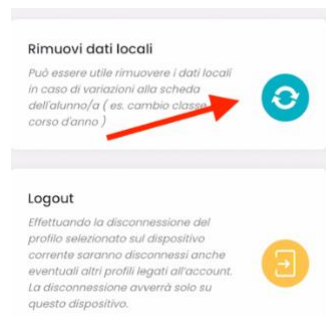 Rimuovi dati locali
Può essere utile rimuovere i dati locali
in caso di variazioni alla scheda
dell'alunno/a ( es. cambio classe
corso d'anno )
Logout
Effettuando la disconnessione del
profilo selezionato sul dispositivo
corrente saranno disconnessi anche
eventuali altri profili legati all'account.
La disconnessione avverrà solo su
questo dispositivo.